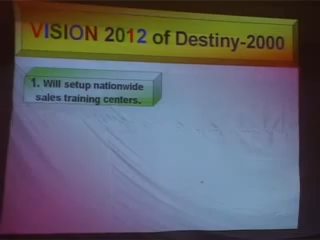 VISION 2012 of Destiny-2000
1. Will setup nationwide
sales training centers.